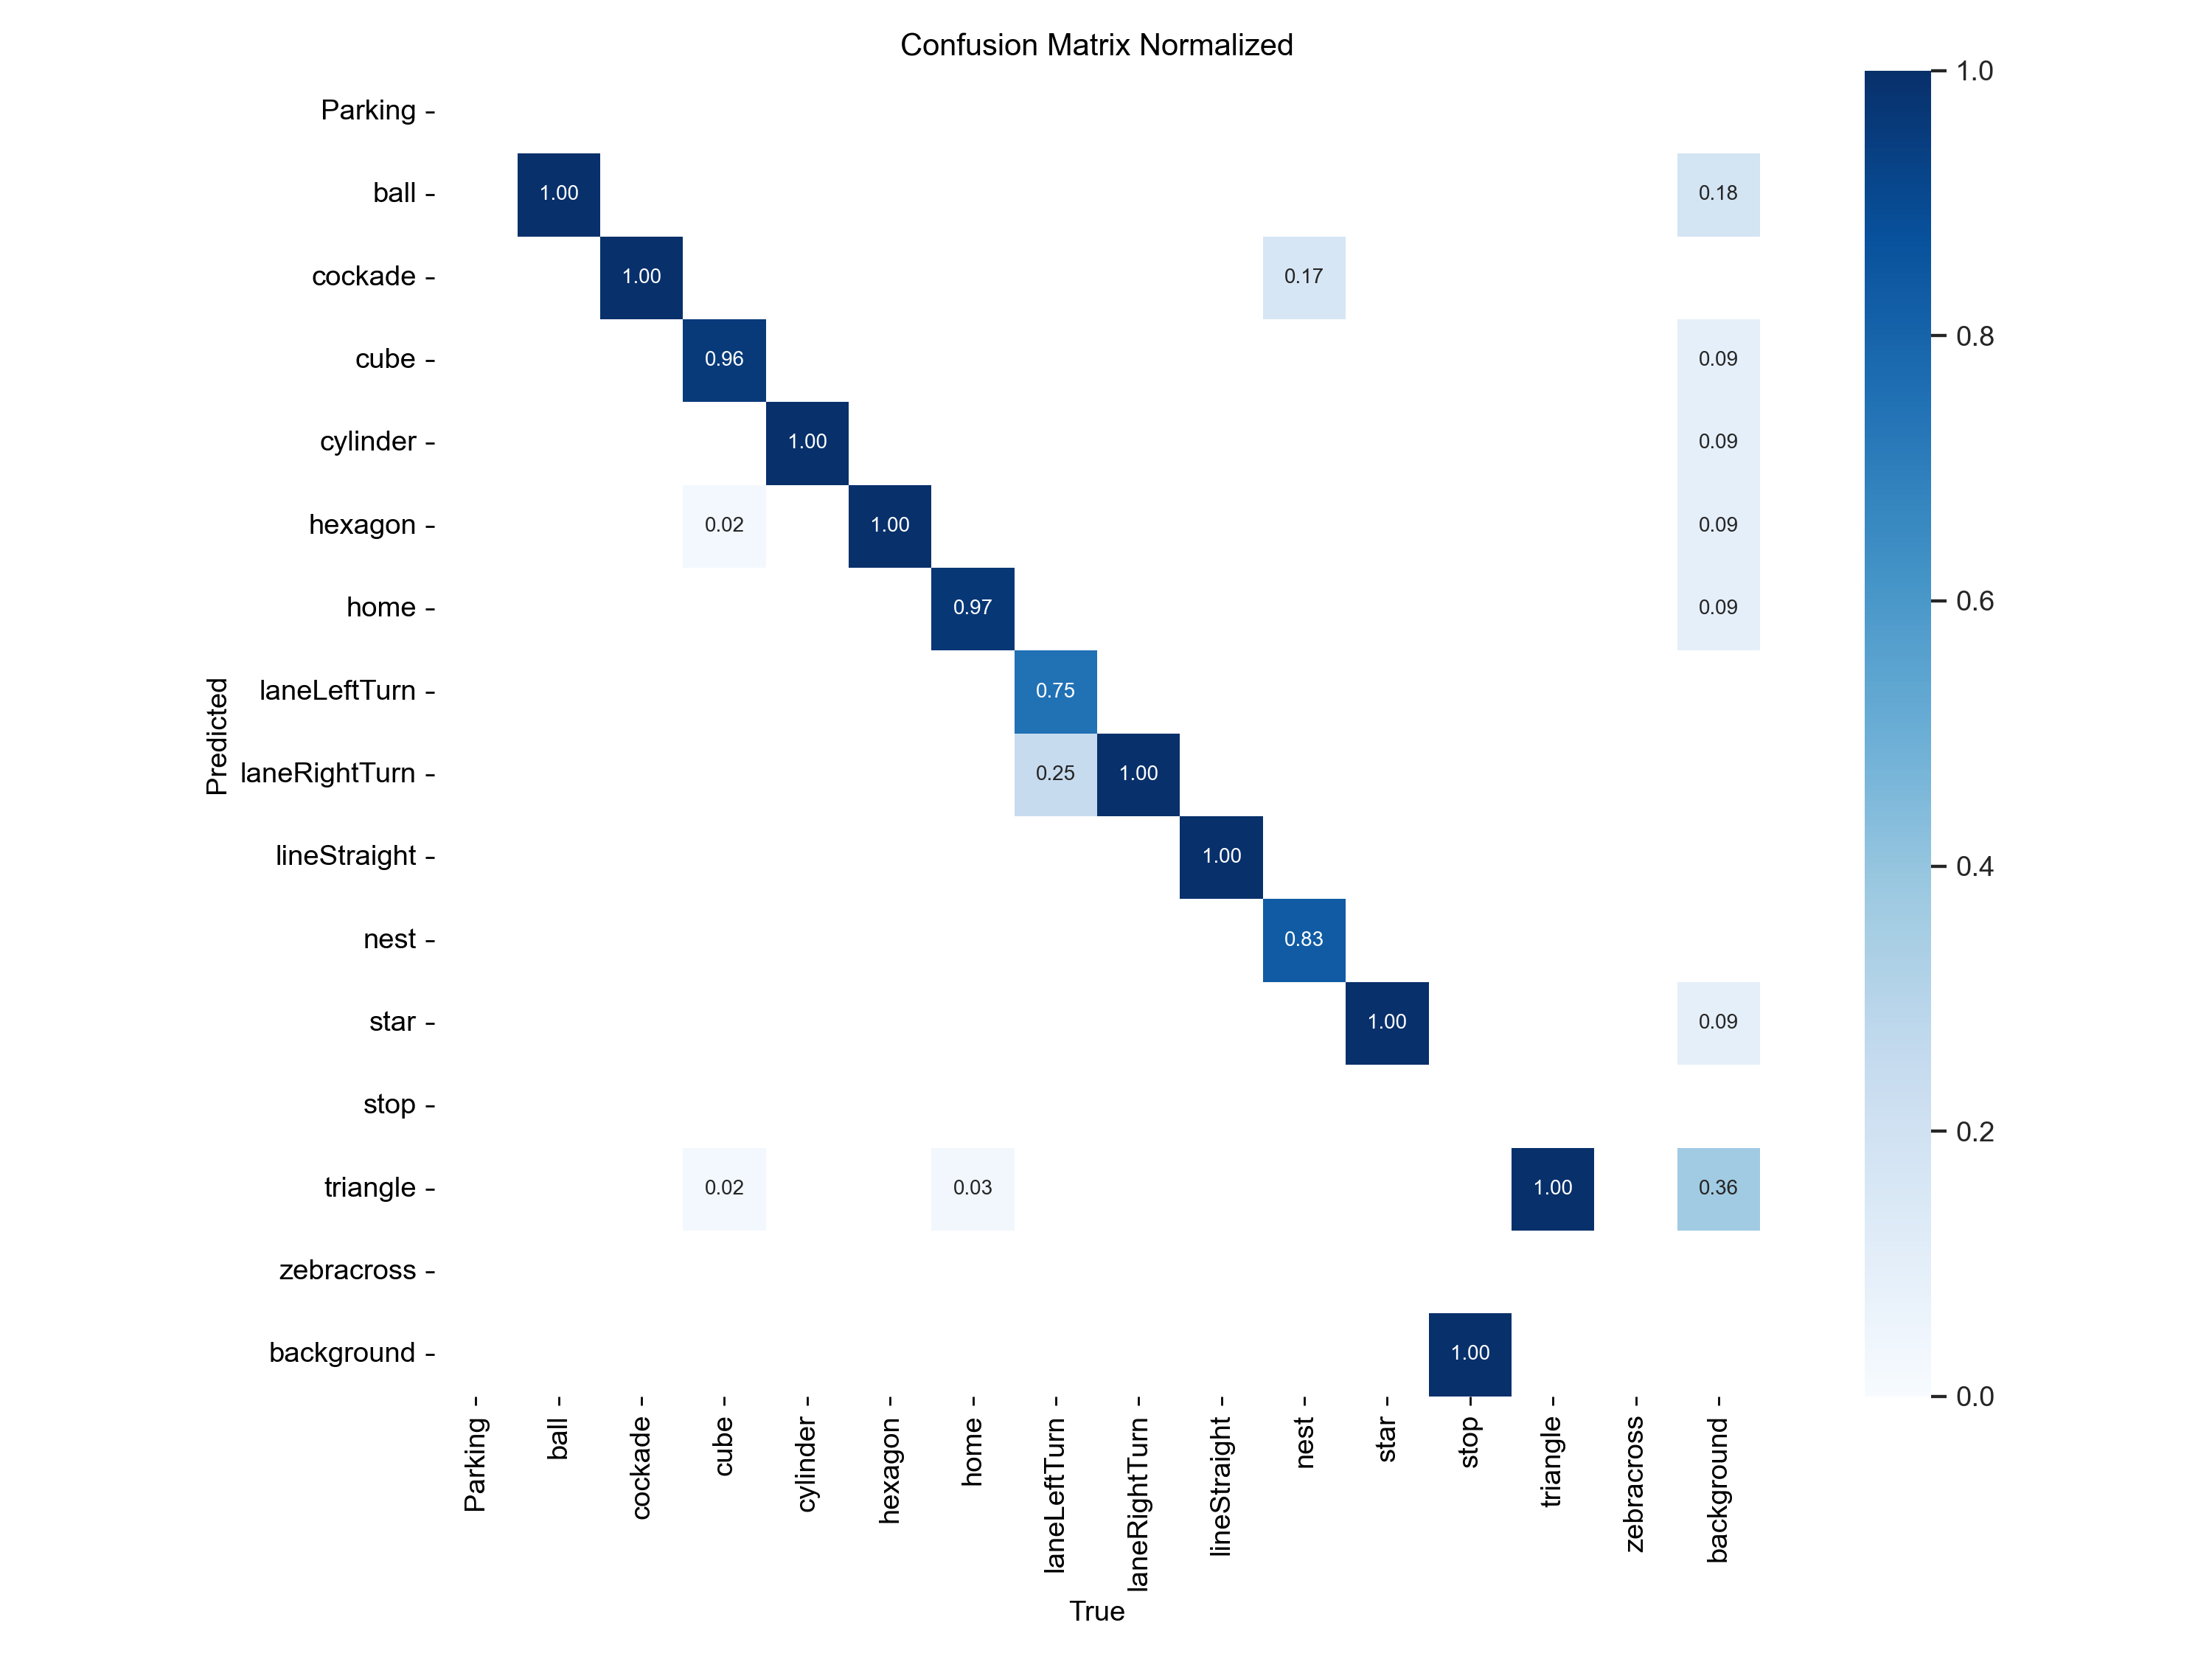 Confusion Matrix Normalized
Parking
ball 1.00 0.18
cockade 1.00 0.17
cube 0.96 0.09
cylinder 1.00 0.09
hexagon 0.02 1.00 0.09
home 0.97 0.09
laneLeftTurn 0.75
laneRightTurn 0.25 1.00
lineStraight 1.00
nest 0.83
star 1.00 0.09
stop
triangle 0.02 0.03 1.00 0.36
zebracross
background 1.00
Predicted
Parking ball cockade cube cylinder hexagon home laneLeftTurn laneRightTurn lineStraight nest star stop triangle zebracross background
True
1.0
0.8
0.6
0.4
0.2
0.0